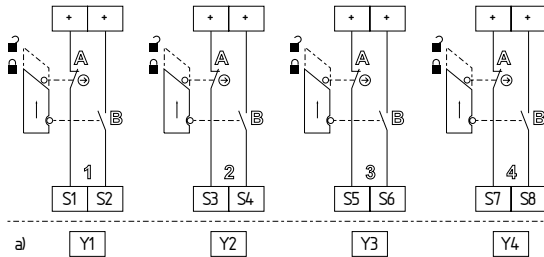 + + + + + + + +
A A A A
B B B B
1 2 3 4
S1 S2 S3 S4 S5 S6 S7 S8
a) Y1 Y2 Y3 Y4